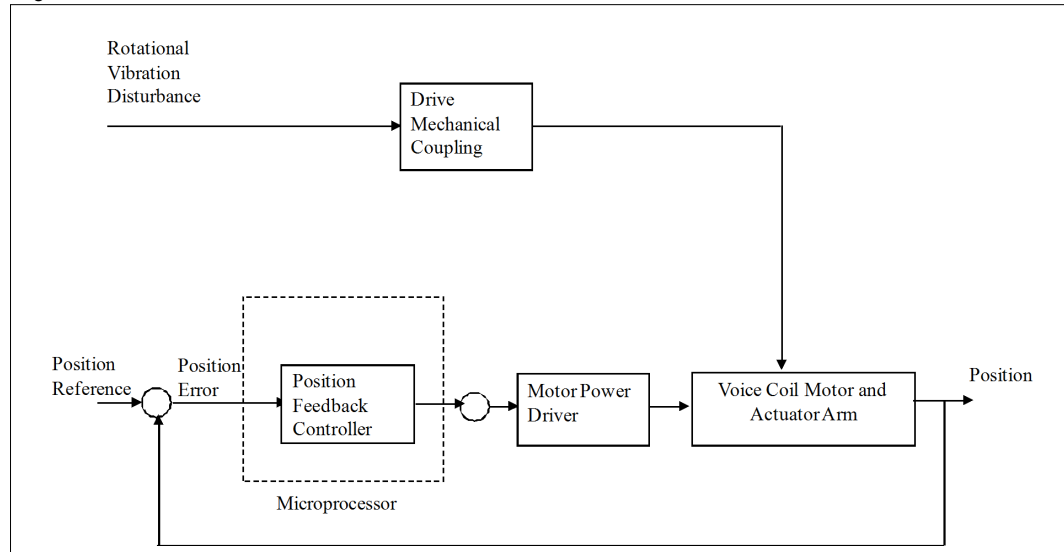 Rotational
Vibration
Disturbance
Drive
Mechanical
Coupling
Position
Reference
Position
Error
Position
Feedback
Controller
Motor Power
Driver
Voice Coil Motor and
Actuator Arm
Position
Microprocessor